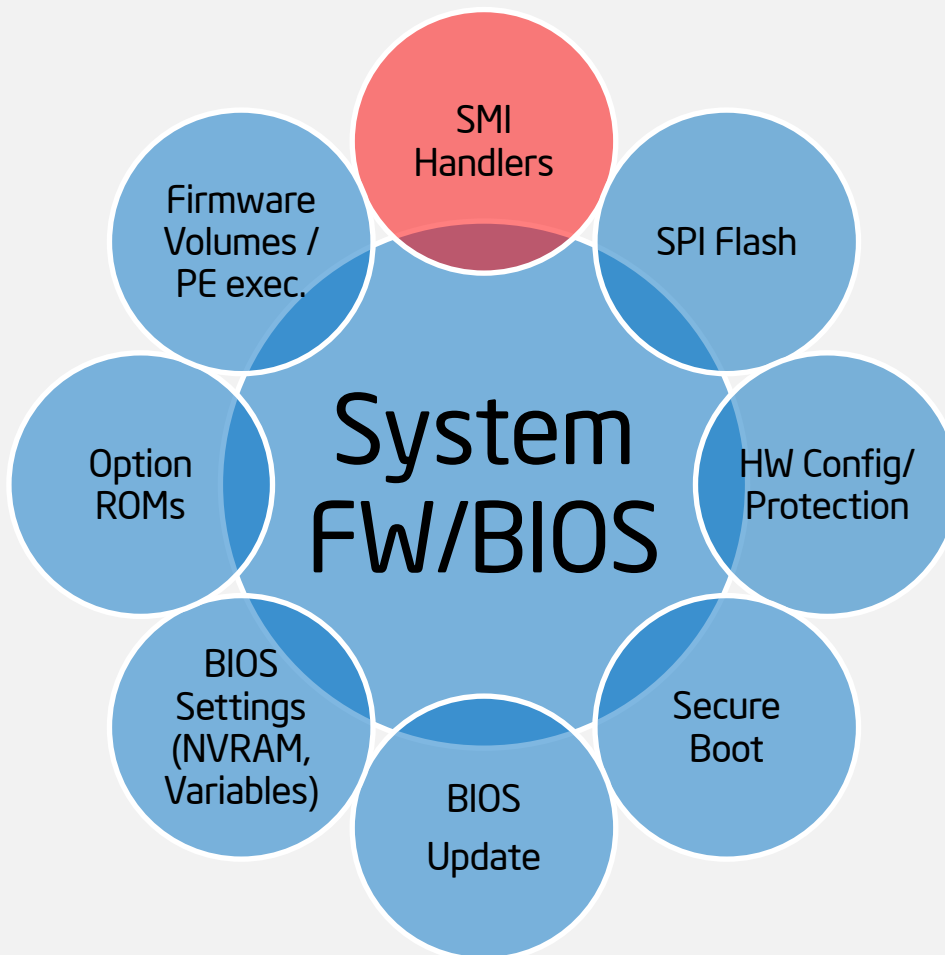 SMI
Handlers
Firmware
Volumes /
PE exec.
SPI Flash
System
FW/BIOS
Option
ROMs
HW Config/
Protection
BIOS
Settings
(NVRAM,
Variables)
Secure
Boot
BIOS
Update